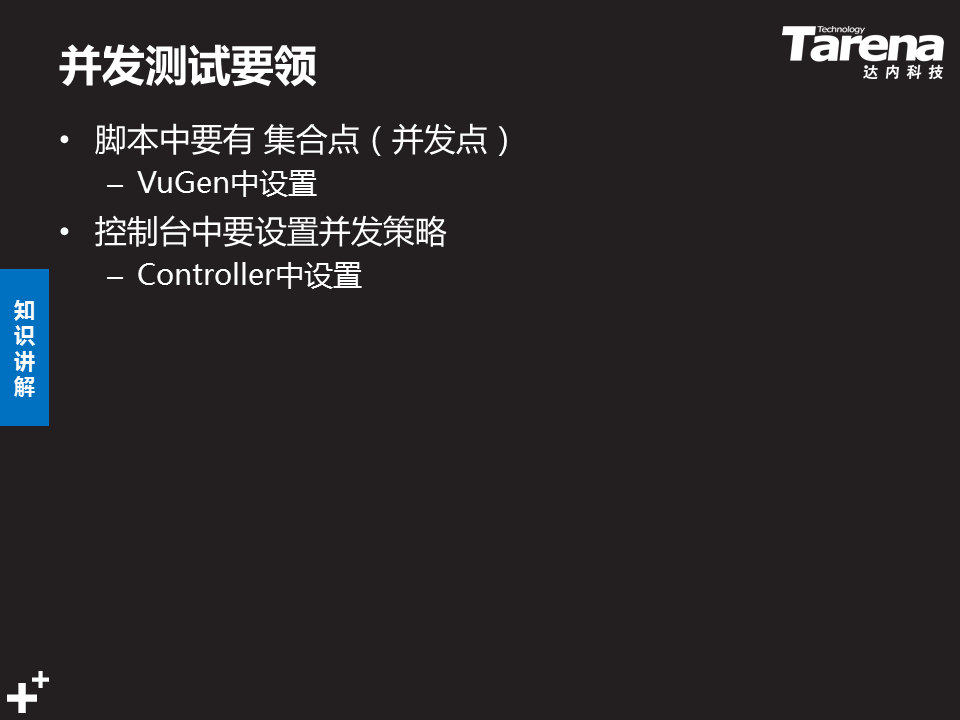 并发测试要领
Technology
Tarena
达内科技
• 脚本中要有 集合点（并发点）
– VuGen中设置
• 控制台中要设置并发策略
– Controller中设置
知
识
讲
解